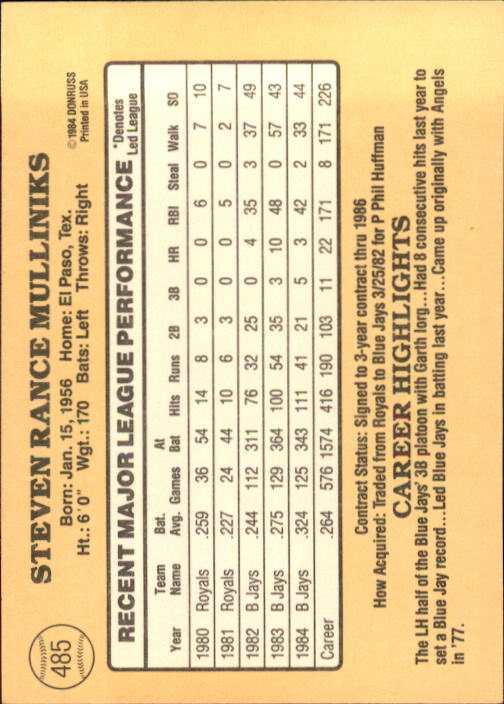 485
STEVEN RANCE MULLINIKS
Born: Jan. 15, 1956 Home: El Paso, Tex.
Ht.: 6'0" Wgt.: 170 Bats: Left Throws: Right
© 1984 DONRUSS
Printed in USA
RECENT MAJOR LEAGUE PERFORMANCE
*Denotes
Led League
Year Team Name Bat. Avg. Games At Bat Hits Runs 2B 3B HR RBI Steal Walk SO
1980 Royals .259 36 54 14 8 3 0 0 6 0 7 10
1981 Royals .227 24 44 10 6 3 0 0 5 0 2 7
1982 B Jays .244 112 311 76 32 25 0 4 35 3 37 49
1983 B Jays .275 129 364 100 54 35 3 10 48 0 57 43
1984 B Jays .324 125 343 111 41 21 5 3 42 2 33 44
Career .264 576 1574 416 190 103 11 22 171 8 171 226
Contract Status: Signed to 3-year contract thru 1986
How Acquired: Traded from Royals to Blue Jays 3/25/82 for P Phil Huffman
CAREER HIGHLIGHTS
The LH half of the Blue Jays' 3B platoon with Garth Iorg...Had 8 consecutive hits last year to
set a Blue Jay record...Led Blue Jays in batting last year...Came up originally with Angels
in '77.